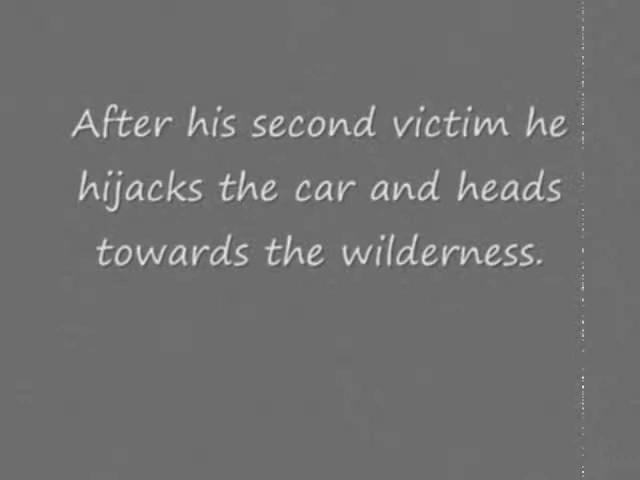 After his second victim he
hijacks the car and heads
towards the wilderness.